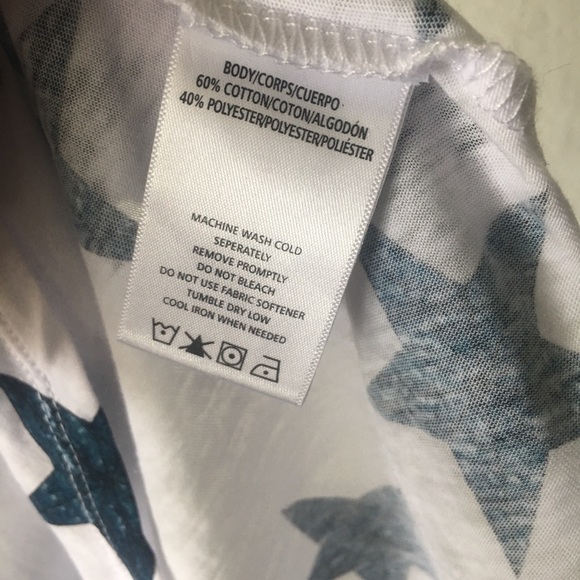 BODY/CORPS/CUERPO
60% COTTON/COTON/ALGODÓN
40% POLYESTER/POLYESTER/POLIÉSTER
MACHINE WASH COLD
SEPERATELY
REMOVE PROMPTLY
DO NOT BLEACH
DO NOT USE FABRIC SOFTENER
TUMBLE DRY LOW
COOL IRON WHEN NEEDED